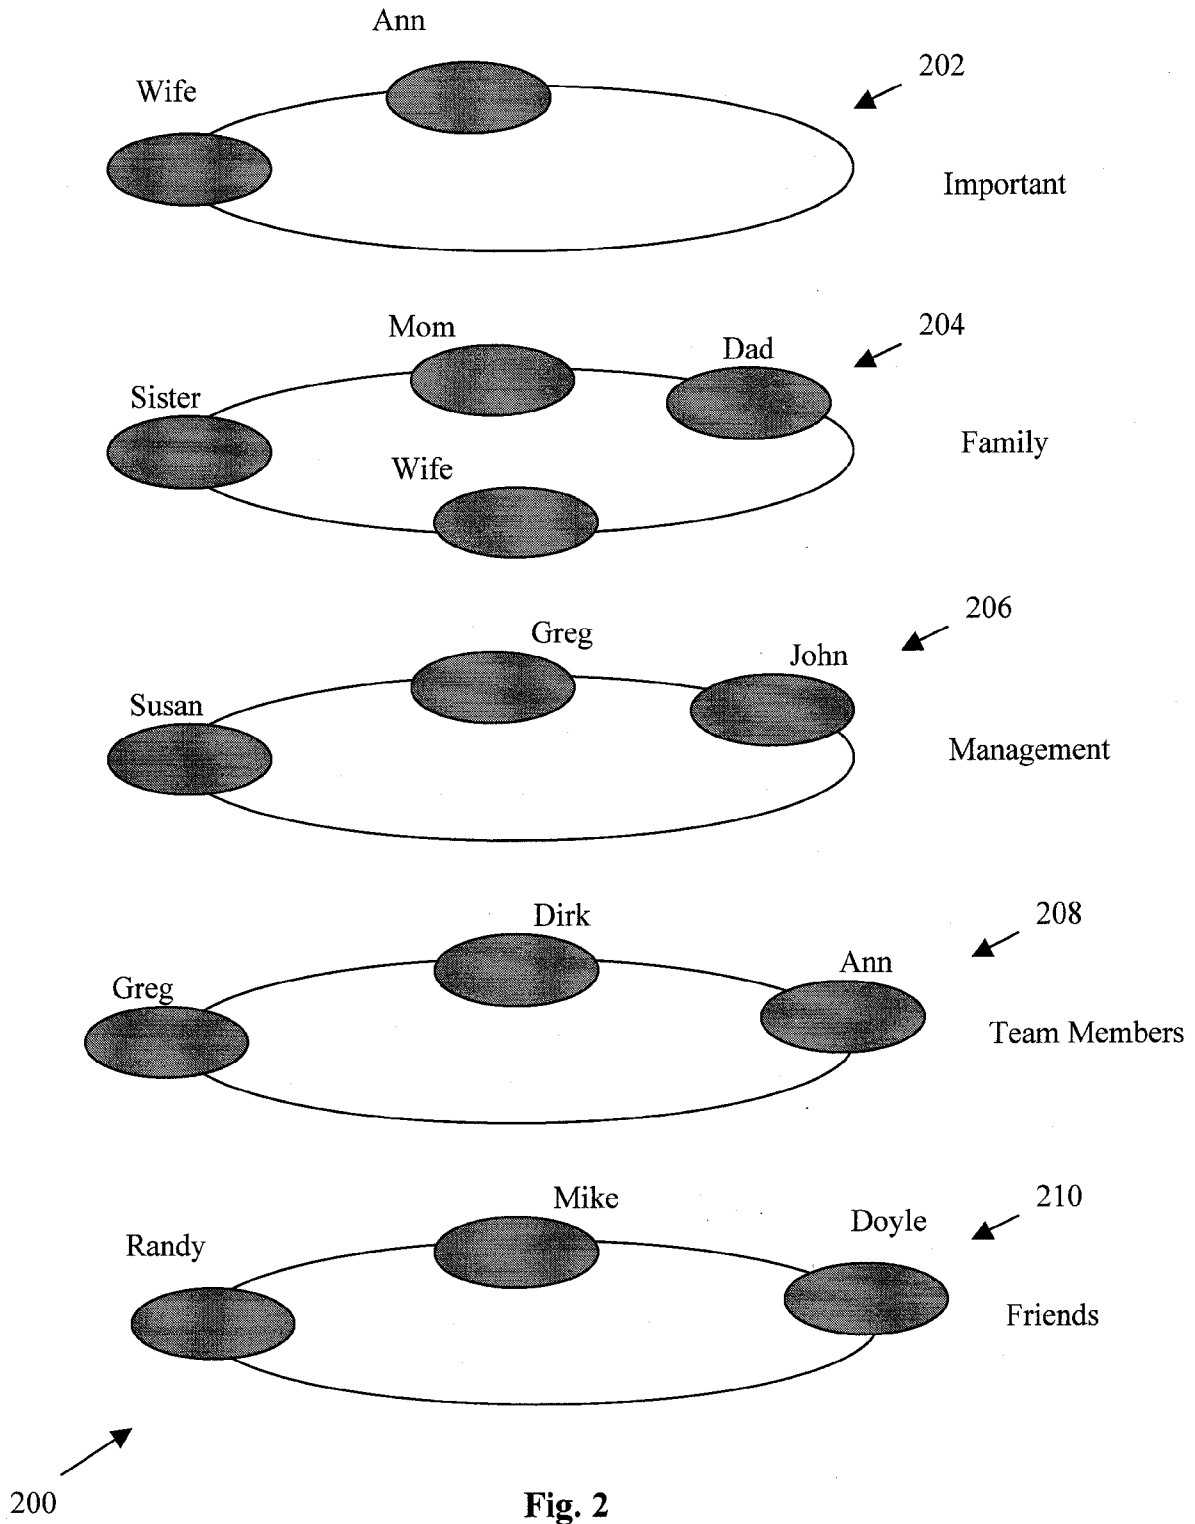 Ann
202
Wife
Important
Mom
204
Dad
Sister
Family
Wife
206
Greg
John
Susan
Management
Dirk
208
Ann
Greg
Team Members
Mike
210
Doyle
Randy
Friends
200
Fig. 2